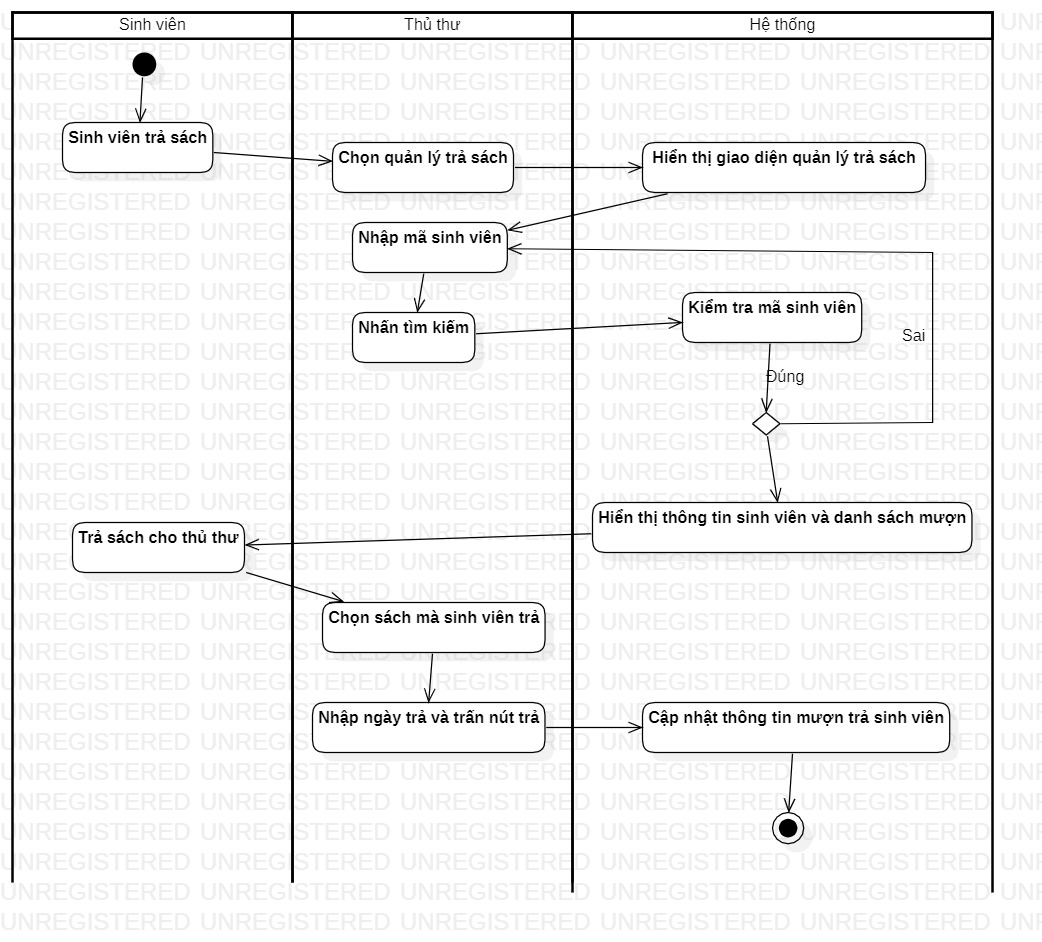 Sinh viên
Thủ thư
Hệ thống
Sinh viên trả sách
Chọn quản lý trả sách
Hiển thị giao diện quản lý trả sách
Nhập mã sinh viên
Nhấn tìm kiếm
Kiểm tra mã sinh viên
Sai
Đúng
Hiển thị thông tin sinh viên và danh sách mượn
Trả sách cho thủ thư
Chọn sách mà sinh viên trả
Nhập ngày trả và trấn nút trả
Cập nhật thông tin mượn trả sinh viên
UNREGISTERED